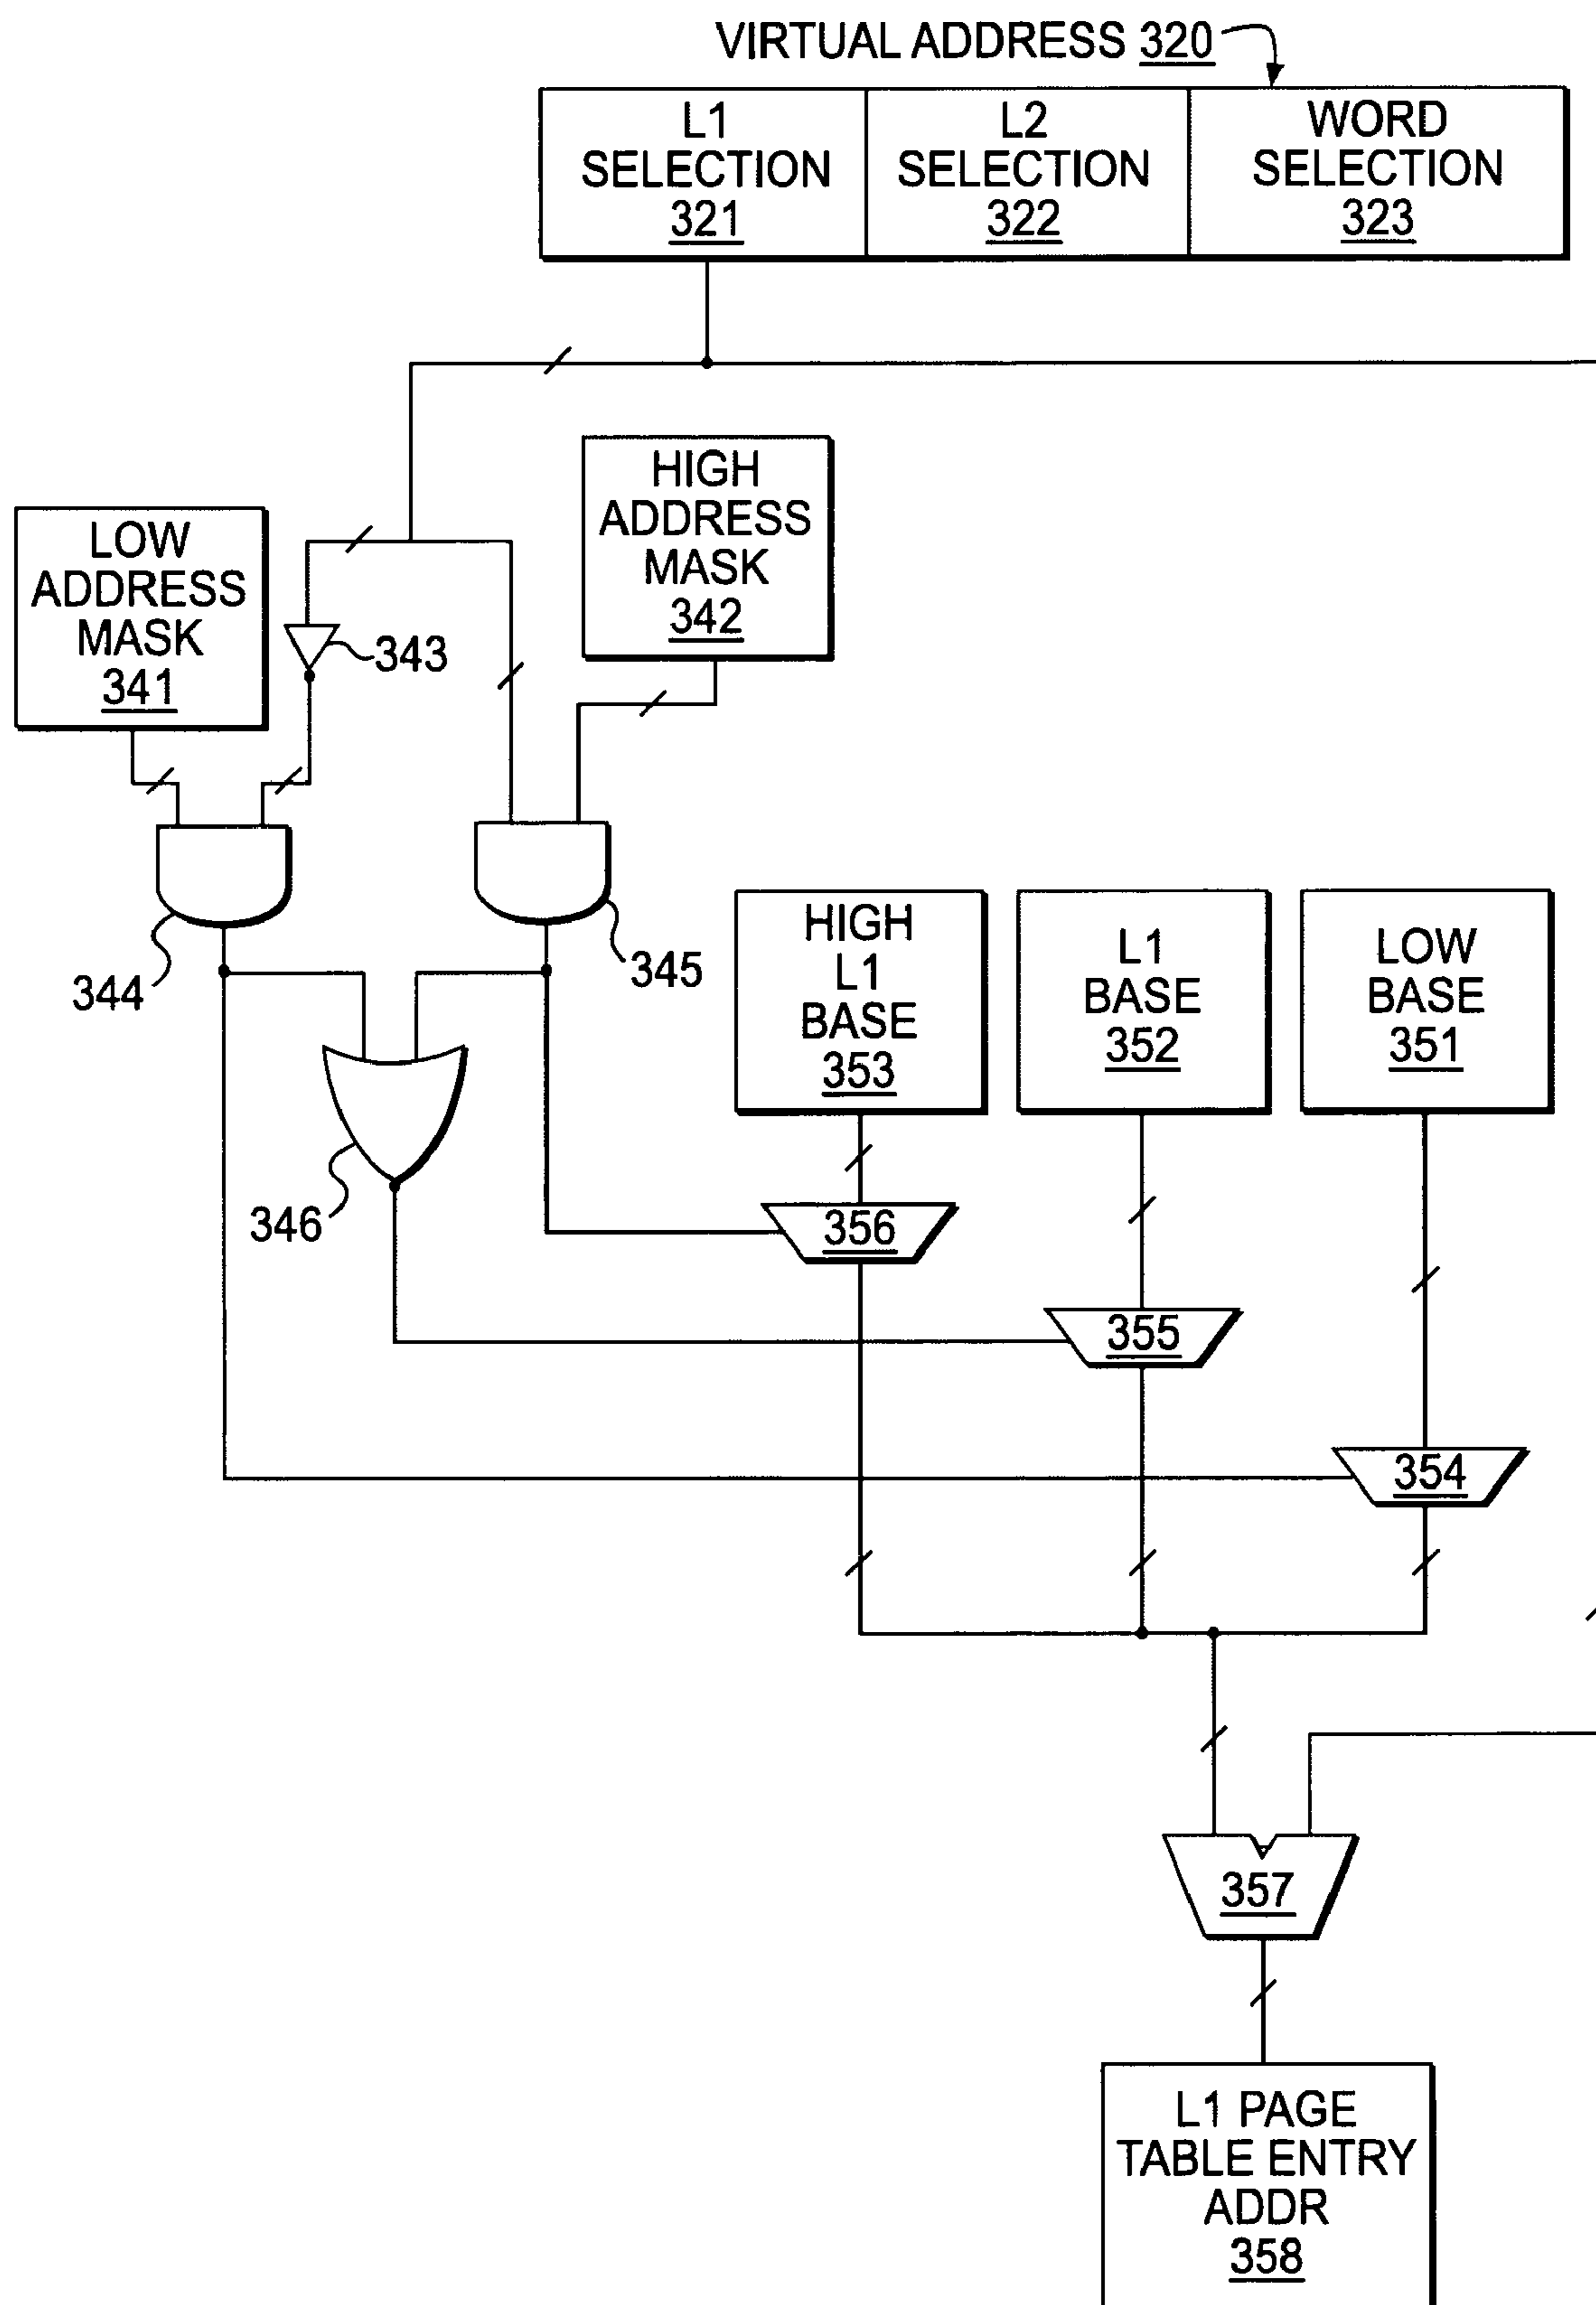 VIRTUAL ADDRESS 320
L1
SELECTION
321
L2
SELECTION
322
WORD
SELECTION
323
HIGH
ADDRESS
MASK
342
LOW
ADDRESS
MASK
341
343
344
345
HIGH
L1
BASE
353
L1
BASE
352
LOW
BASE
351
346
356
355
354
357
L1 PAGE
TABLE ENTRY
ADDR
358